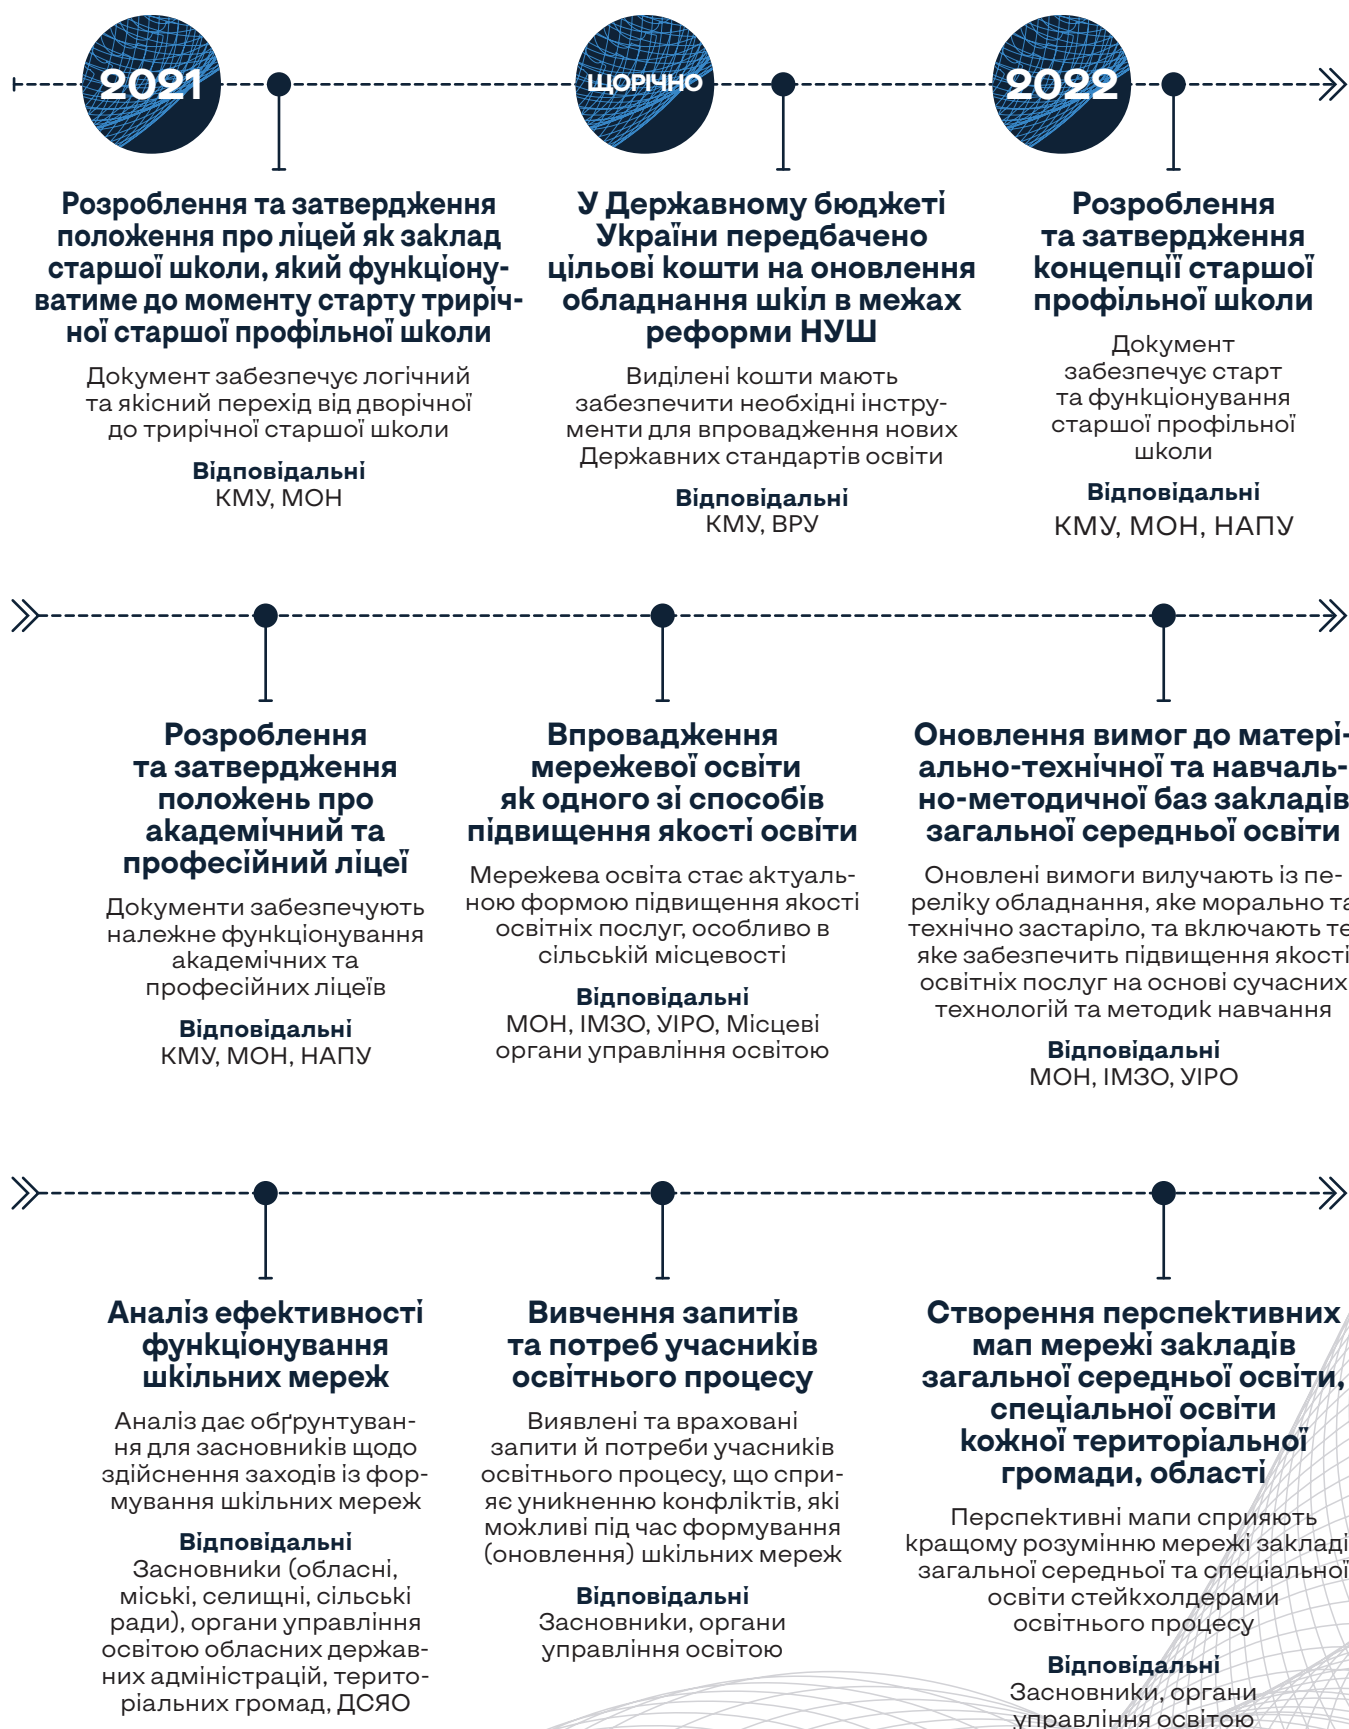 2021
Розроблення та затвердження
положення про ліцей як заклад
старшої школи, який функціону-
ватиме до моменту старту триріч-
ної старшої профільної школи
Документ забезпечує логічний
та якісний перехід від дворічної
до трирічної старшої школи
Відповідальні
КМУ, МОН
ЩОРІЧНО
У Державному бюджеті
України передбачено
цільові кошти на оновлення
обладнання шкіл в межах
реформи НУШ
Виділені кошти мають
забезпечити необхідні інстру-
менти для впровадження нових
Державних стандартів освіти
Відповідальні
КМУ, ВРУ
2022
Розроблення
та затвердження
концепції старшої
профільної школи
Документ
забезпечує старт
та функціонування
старшої профільної
школи
Відповідальні
КМУ, МОН, НАПУ
Розроблення
та затвердження
положень про
академічний та
професійний ліцеї
Документи забезпечують
належне функціонування
академічних та
професійних ліцеїв
Відповідальні
КМУ, МОН, НАПУ
Впровадження
мережевої освіти
як одного зі способів
підвищення якості освіти
Мережева освіта стає актуаль-
ною формою підвищення якості
освітніх послуг, особливо в
сільській місцевості
Відповідальні
МОН, ІМЗО, УІРО, Місцеві
органи управління освітою
Оновлення вимог до матері-
ально-технічної та навчаль-
но-методичної баз закладів
загальної середньої освіти
Оновлені вимоги вилучають із пе-
реліку обладнання, яке морально та
технічно застаріло, та включають те
яке забезпечить підвищення якості
освітніх послуг на основі сучасних
технологій та методик навчання
Відповідальні
МОН, ІМЗО, УІРО
Аналіз ефективності
функціонування
шкільних мереж
Аналіз дає обґрунтуван-
ня для засновників щодо
здійснення заходів із фор-
мування шкільних мереж
Відповідальні
Засновники (обласні,
міські, селищні, сільські
ради), органи управління
освітою обласних держав-
них адміністрацій, терито-
ріальних громад, ДСЯО
Вивчення запитів
та потреб учасників
освітнього процесу
Виявлені та враховані
запити й потреби учасників
освітнього процесу, що спри-
яє уникненню конфліктів, які
можливі під час формування
(оновлення) шкільних мереж
Відповідальні
Засновники, органи
управління освітою
Створення перспективних
мап мережі закладів
загальної середньої освіти,
спеціальної освіти
кожної територіальної
громади, області
Перспективні мапи сприяють
кращому розумінню мережі закладі
загальної середньої та спеціальної
освіти стейкхолдерами
освітнього процесу
Відповідальні
Засновники, органи
управління освітою